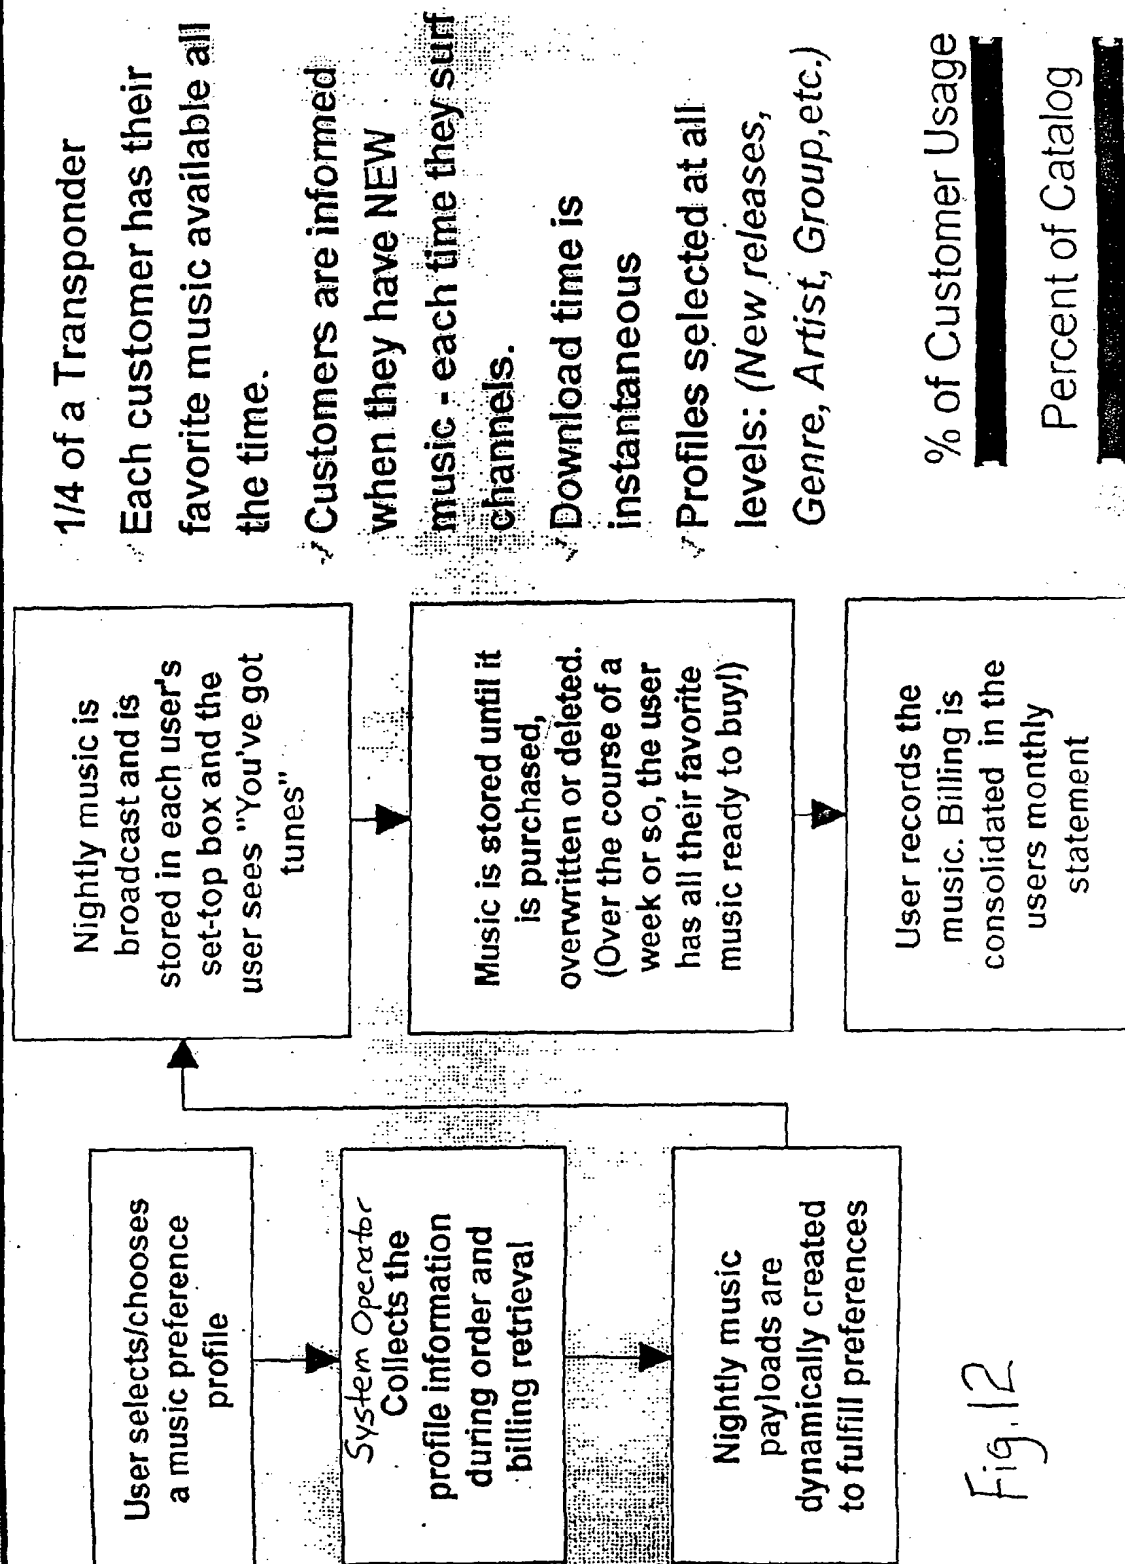 User selects/chooses
a music preference
profile
System Operator
Collects the
profile information
during order and
billing retrieval
Nightly music
payloads are
dynamically created
to fulfill preferences
Nightly music is
broadcast and is
stored in each user's
set-top box and the
user sees "You've got
tunes"
Music is stored until it
is purchased,
overwritten or deleted.
(Over the course of a
week or so, the user
has all their favorite
music ready to buy!)
User records the
music. Billing is
consolidated in the
users monthly
statement
1/4 of a Transponder
Each customer has their
favorite music available all
the time.
Customers are informed
when they have NEW
music - each time they surf
channels.
Download time is
instantaneous
Profiles selected at all
levels: (New releases,
Genre, Artist, Group,etc.)
% of Customer Usage
Percent of Catalog
Fig.12